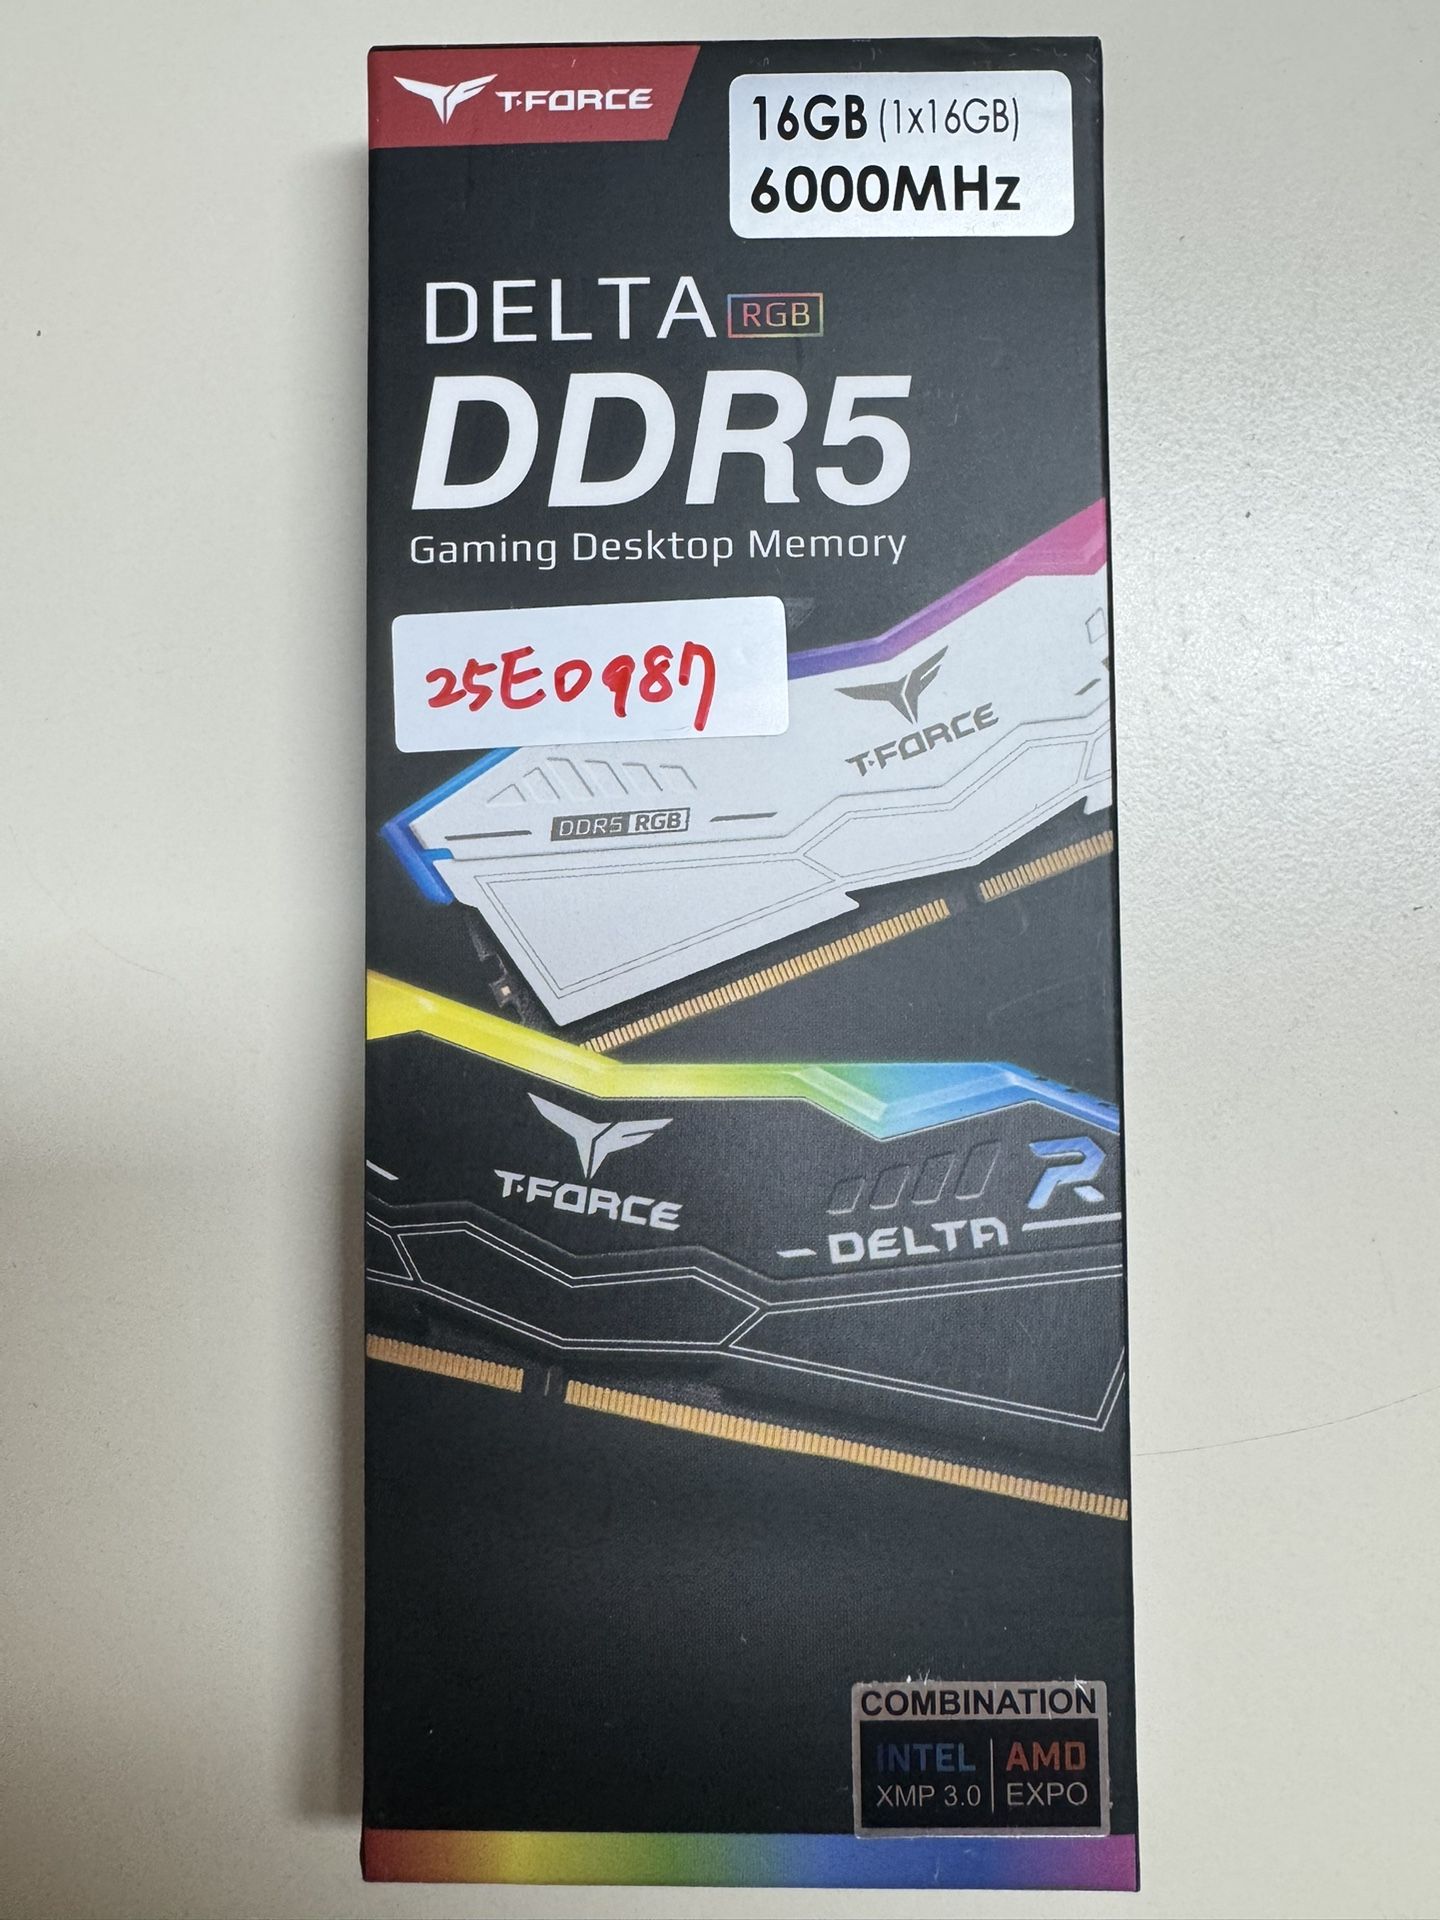 T-FORCE
16GB (1x16GB)
6000MHz
DELTA RGB
DDR5
Gaming Desktop Memory
25E0987
T-FORCE
DDR5 RGB
T-FORCE
R
DELTA
COMBINATION
INTEL | AMD
XMP 3.0 | EXPO